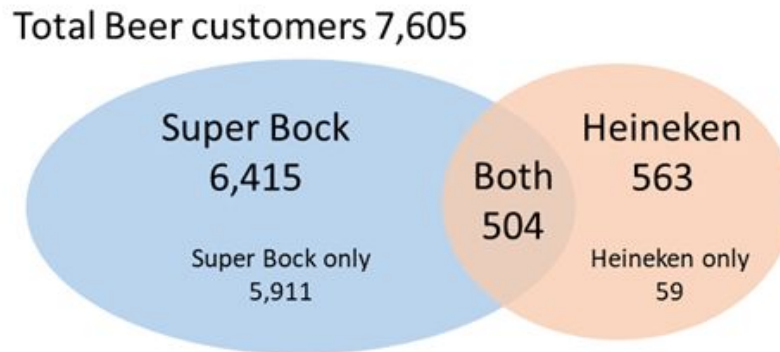 Total Beer customers 7,605
Super Bock
6,415
Both
504
Heineken
563
Super Bock only
5,911
Heineken only
59